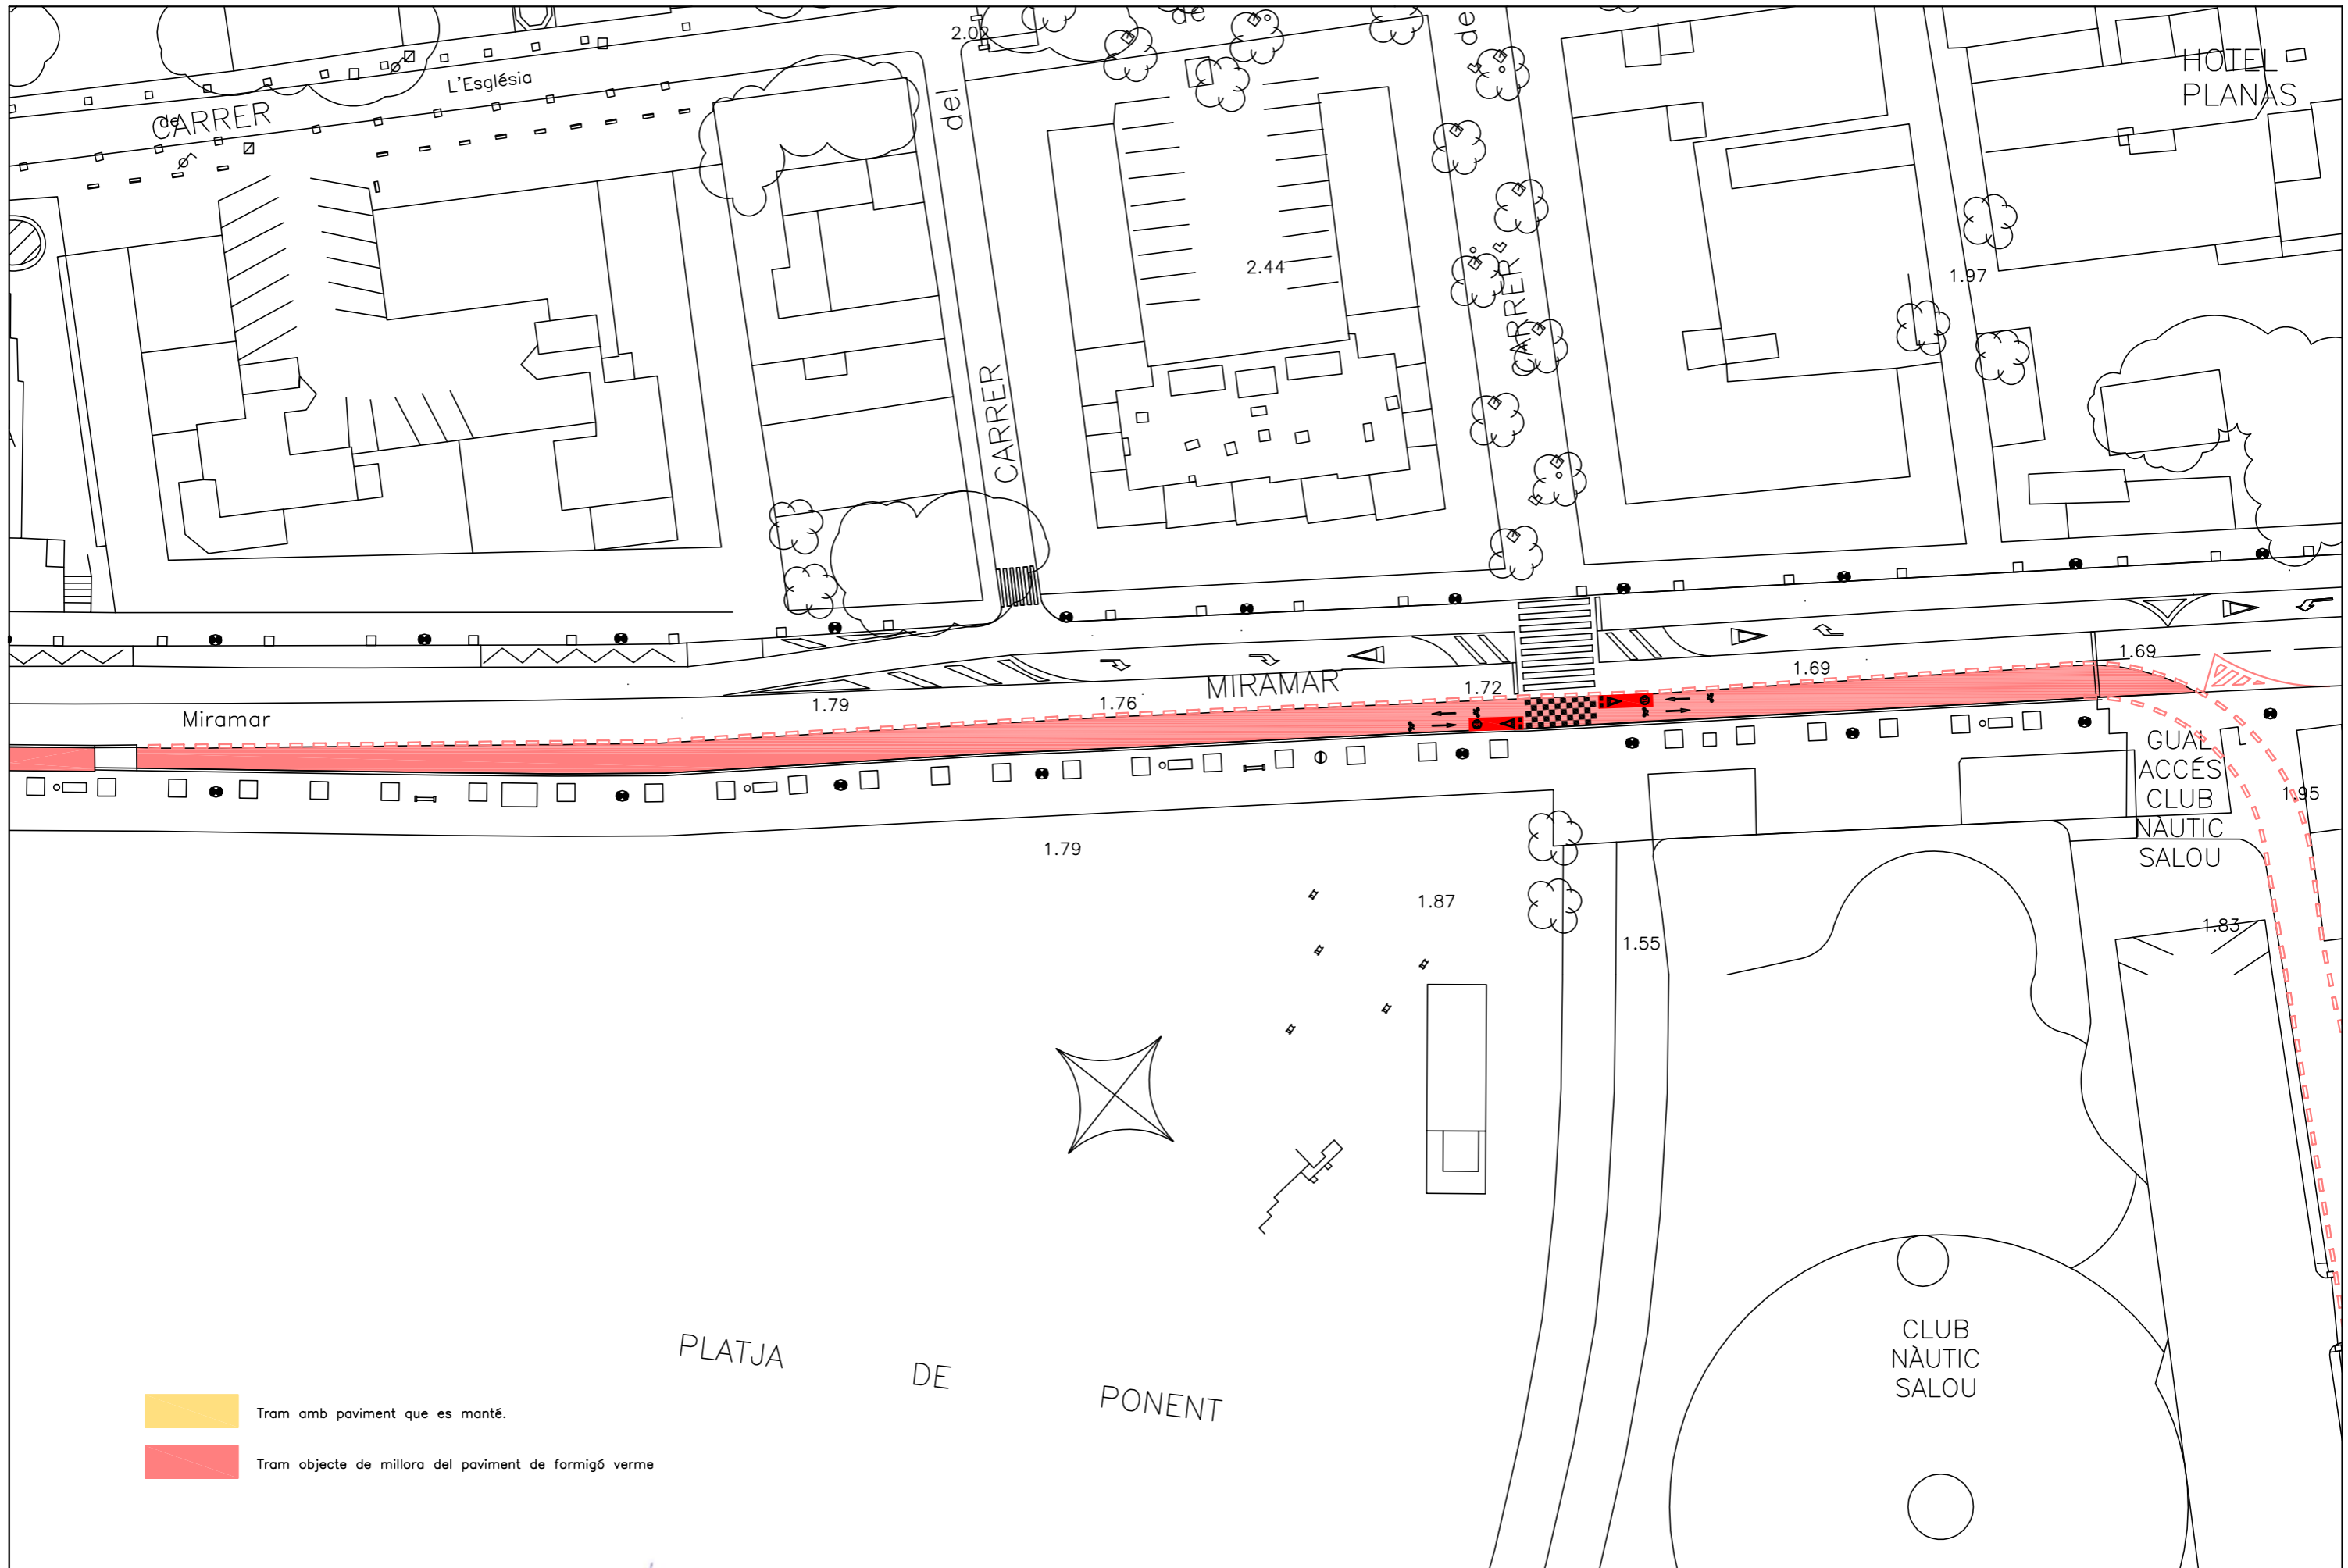 2.02
de
de
HOTEL
PLANAS
L'Església
CARRER
de
del
2.44
CARRER
1.97
CARRER
1.69
1.69
MIRAMAR
1.72
1.76
1.79
Miramar
GUAL
ACCÉS
CLUB
NÀUTIC
SALOU
1.95
1.79
1.87
1.55
1.83
CLUB
NÀUTIC
SALOU
PLATJA DE PONENT
Tram amb paviment que es manté.
Tram objecte de millora del paviment de formigó verme